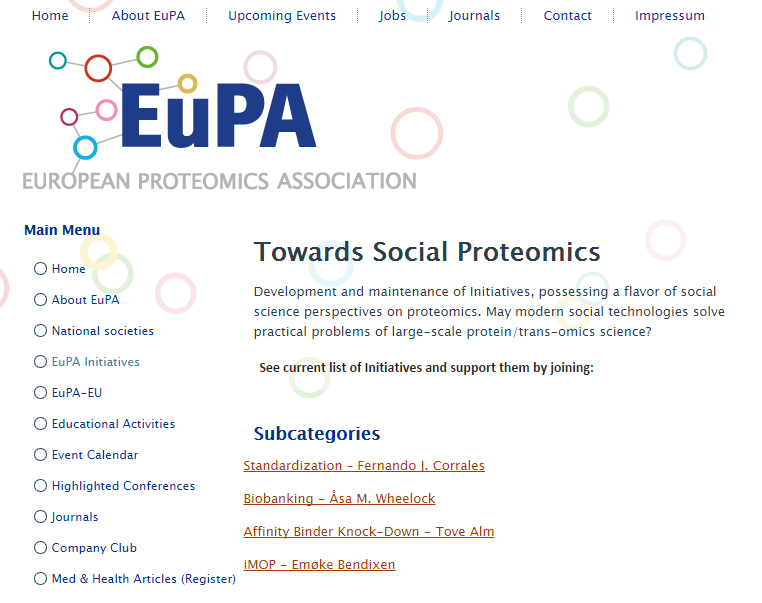 Home About EuPA Upcoming Events Jobs Journals Contact Impressum
EuPA
EUROPEAN PROTEOMICS ASSOCIATION
Main Menu
Home
About EuPA
National societies
EuPA Initiatives
EuPA-EU
Educational Activities
Event Calendar
Highlighted Conferences
Journals
Company Club
Med & Health Articles (Register)
Towards Social Proteomics
Development and maintenance of Initiatives, possessing a flavor of social
science perspectives on proteomics. May modern social technologies solve
practical problems of large-scale protein/trans-omics science?
See current list of Initiatives and support them by joining:
Subcategories
Standardization - Fernando J. Corrales
Biobanking - Åsa M. Wheelock
Affinity Binder Knock-Down - Tove Alm
iMOP - Emøke Bendixen